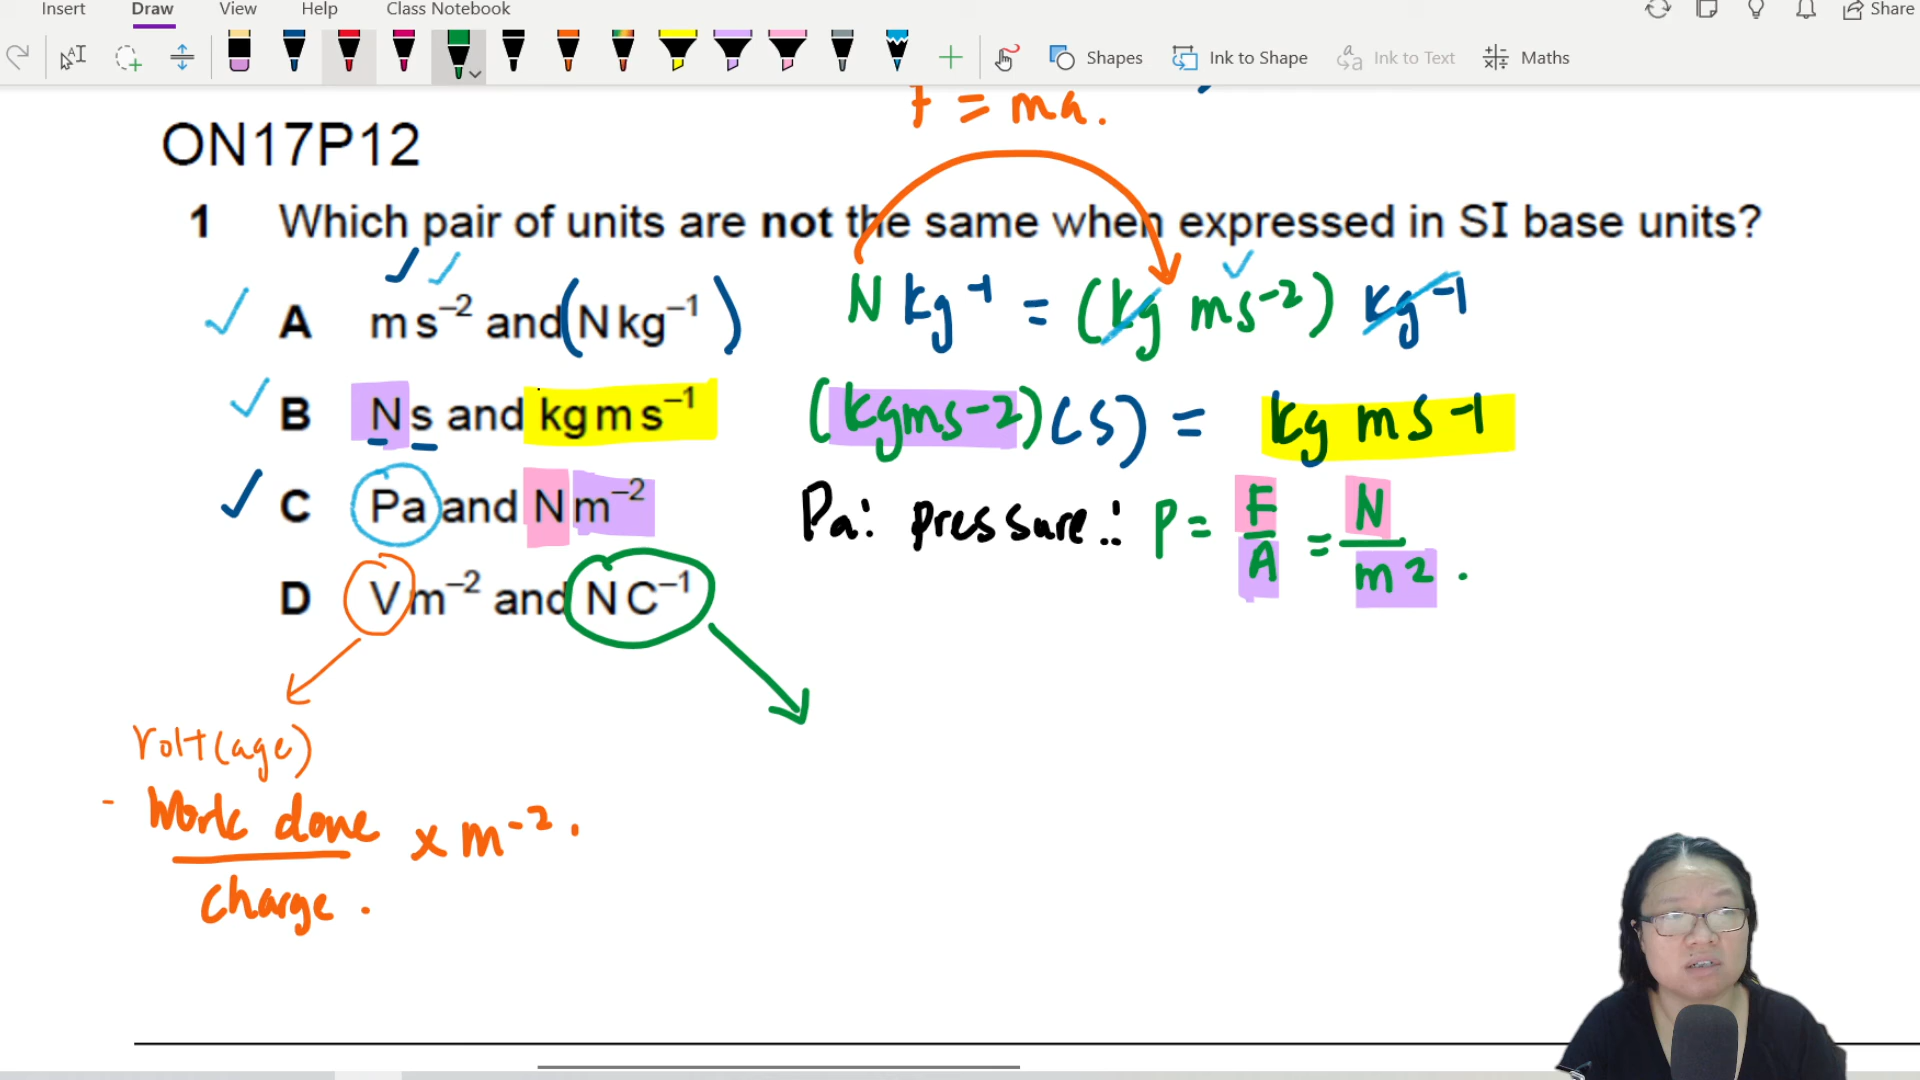 Insert Draw View Help Class Notebook Share
Shapes Ink to Shape Ink to Text Maths
F = ma.
ON17P12
1 Which pair of units are not the same when expressed in SI base units?
A m s⁻² and (N kg⁻¹) N kg⁻¹ = (kg ms⁻²) kg⁻¹
B N s and kg m s⁻¹ (kgms⁻²)(s) = kg ms⁻¹
C Pa and N m⁻² Pa: pressure: P = F/A = N/m².
D V m⁻² and N C⁻¹
Volt(age)
- Work done × m⁻².
charge.